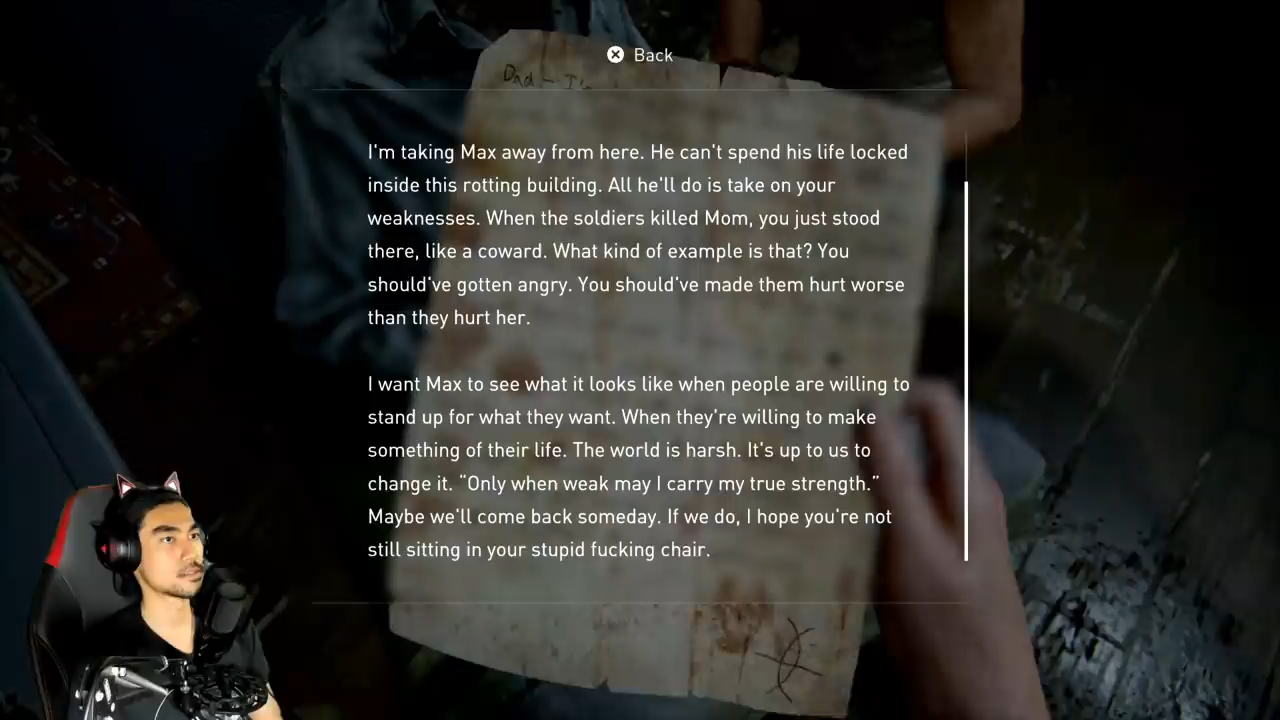 Back
Dad - I'
I'm taking Max away from here. He can't spend his life locked
inside this rotting building. All he'll do is take on your
weaknesses. When the soldiers killed Mom, you just stood
there, like a coward. What kind of example is that? You
should've gotten angry. You should've made them hurt worse
than they hurt her.
I want Max to see what it looks like when people are willing to
stand up for what they want. When they're willing to make
something of their life. The world is harsh. It's up to us to
change it. “Only when weak may I carry my true strength.”
Maybe we'll come back someday. If we do, I hope you're not
still sitting in your stupid fucking chair.